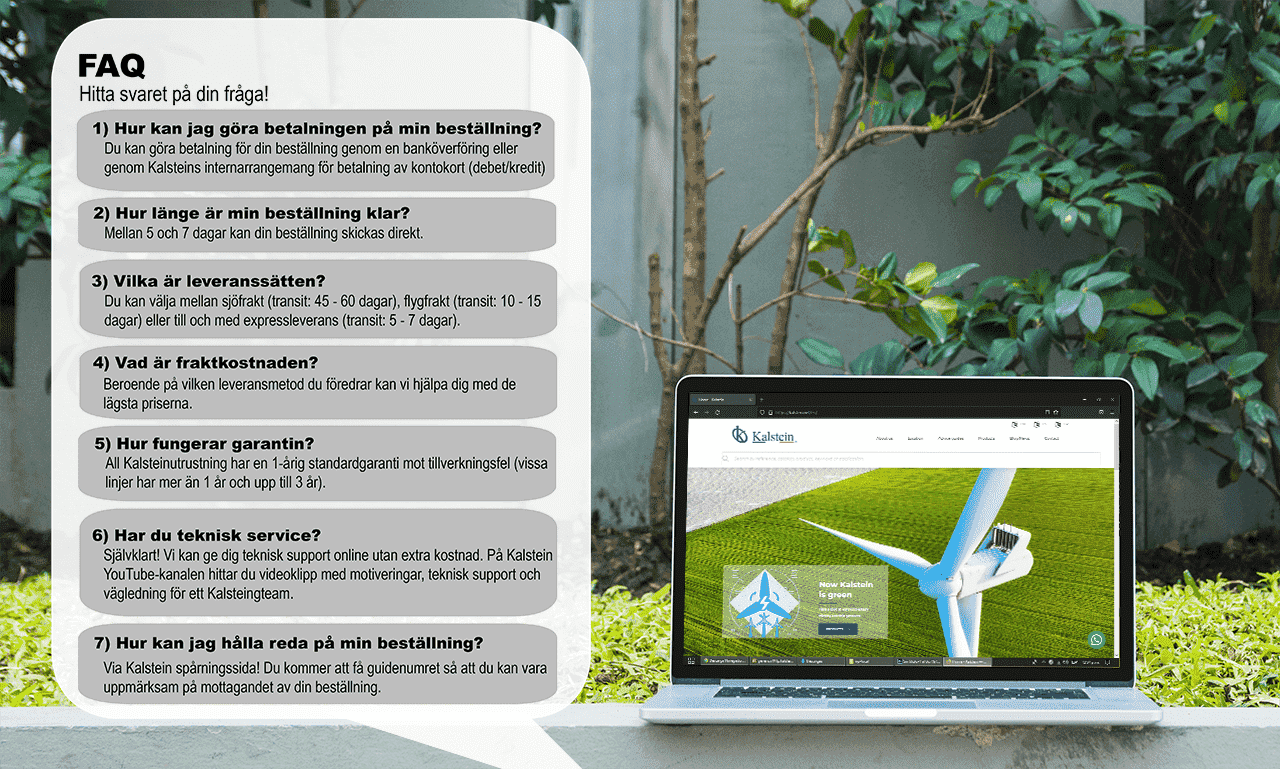 FAQ
Hitta svaret på din fråga!
1) Hur kan jag göra betalningen på min beställning?
Du kan göra betalning för din beställning genom en banköverföring eller
genom Kalsteins internarrangemang för betalning av kontokort (debet/kredit)
2) Hur länge är min beställning klar?
Mellan 5 och 7 dagar kan din beställning skickas direkt.
3) Vilka är leveranssätten?
Du kan välja mellan sjöfrakt (transit: 45 - 60 dagar), flygfrakt (transit: 10 - 15
dagar) eller till och med expressleverans (transit: 5 - 7 dagar).
4) Vad är fraktkostnaden?
Beroende på vilken leveransmetod du föredrar kan vi hjälpa dig med de
lägsta priserna.
5) Hur fungerar garantin?
All Kalsteinutrustning har en 1-årig standardgaranti mot tillverkningsfel (vissa
linjer har mer än 1 år och upp till 3 år).
6) Har du teknisk service?
Självklart! Vi kan ge dig teknisk support online utan extra kostnad. På Kalstein
YouTube-kanalen hittar du videoklipp med motiveringar, teknisk support och
vägledning för ett Kalsteingteam.
7) Hur kan jag hålla reda på min beställning?
Via Kalstein spårningssida! Du kommer att få guidenumret så att du kan vara
uppmärksam på mottagandet av din beställning.
Kalstein
About us
Products
Contact
Now Kalstein
is green